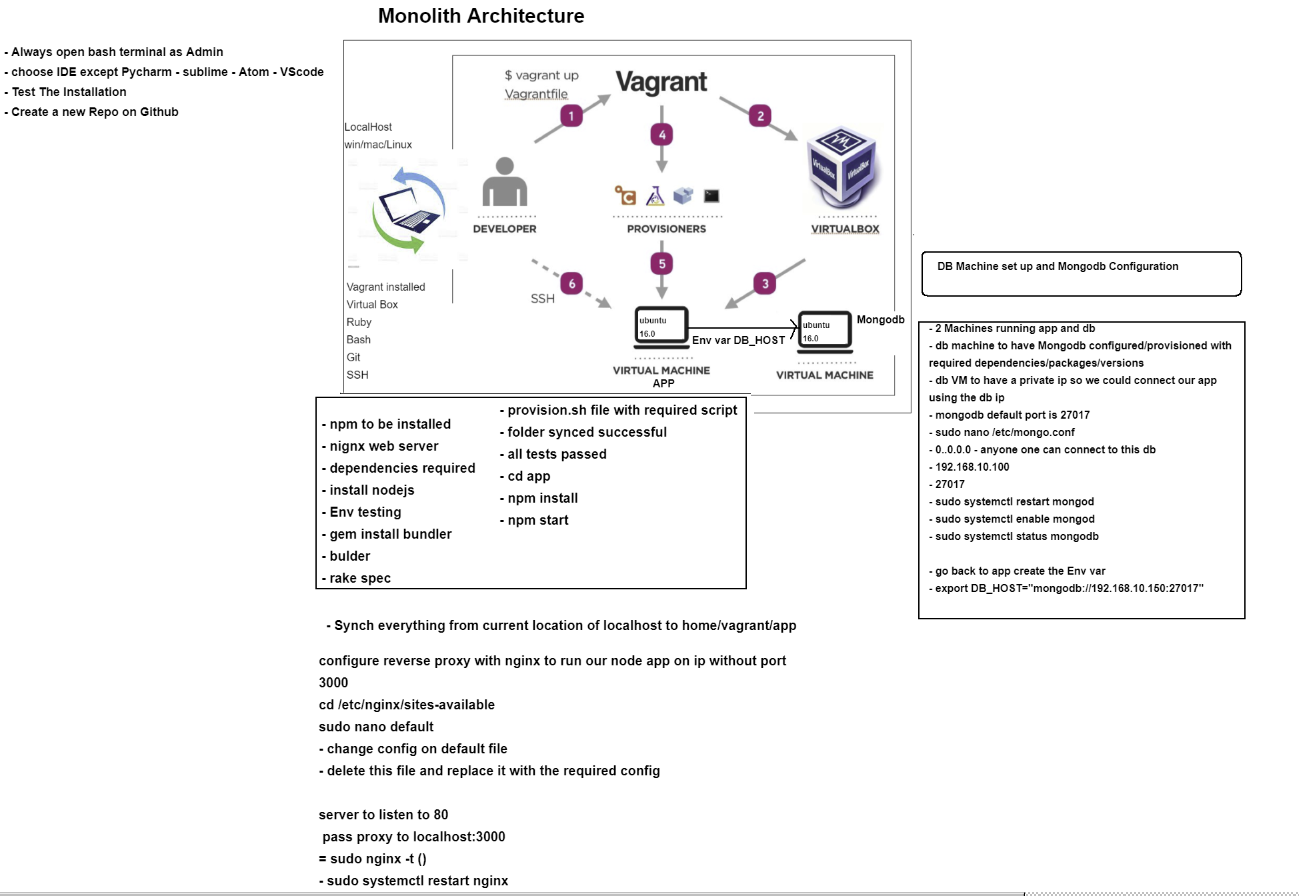 Monolith Architecture
- Always open bash terminal as Admin
- choose IDE except Pycharm - sublime - Atom - VScode
- Test The Installation
- Create a new Repo on Github
$ vagrant up
Vagrantfile
Vagrant
1
4
2
LocalHost
win/mac/Linux
VirtualBox
VirtualBox
DEVELOPER
PROVISIONERS
VIRTUALBOX
5
6
3
SSH
Vagrant installed
Virtual Box
Ruby
Bash
Git
SSH
ubuntu
16.0
Env var DB_HOST
ubuntu
16.0
Mongodb
VIRTUAL MACHINE
APP
VIRTUAL MACHINE
DB Machine set up and Mongodb Configuration
- 2 Machines running app and db
- db machine to have Mongodb configured/provisioned with
required dependencies/packages/versions
- db VM to have a private ip so we could connect our app
using the db ip
- mongodb default port is 27017
- sudo nano /etc/mongo.conf
- 0..0.0.0 - anyone one can connect to this db
- 192.168.10.100
- 27017
- sudo systemctl restart mongod
- sudo systemctl enable mongod
- sudo systemctl status mongodb
- go back to app create the Env var
- export DB_HOST="mongodb://192.168.10.150:27017"
- npm to be installed
- nignx web server
- dependencies required
- install nodejs
- Env testing
- gem install bundler
- bulder
- rake spec
- provision.sh file with required script
- folder synced successful
- all tests passed
- cd app
- npm install
- npm start
- Synch everything from current location of localhost to home/vagrant/app
configure reverse proxy with nginx to run our node app on ip without port
3000
cd /etc/nginx/sites-available
sudo nano default
- change config on default file
- delete this file and replace it with the required config
server to listen to 80
pass proxy to localhost:3000
= sudo nginx -t ()
- sudo systemctl restart nginx